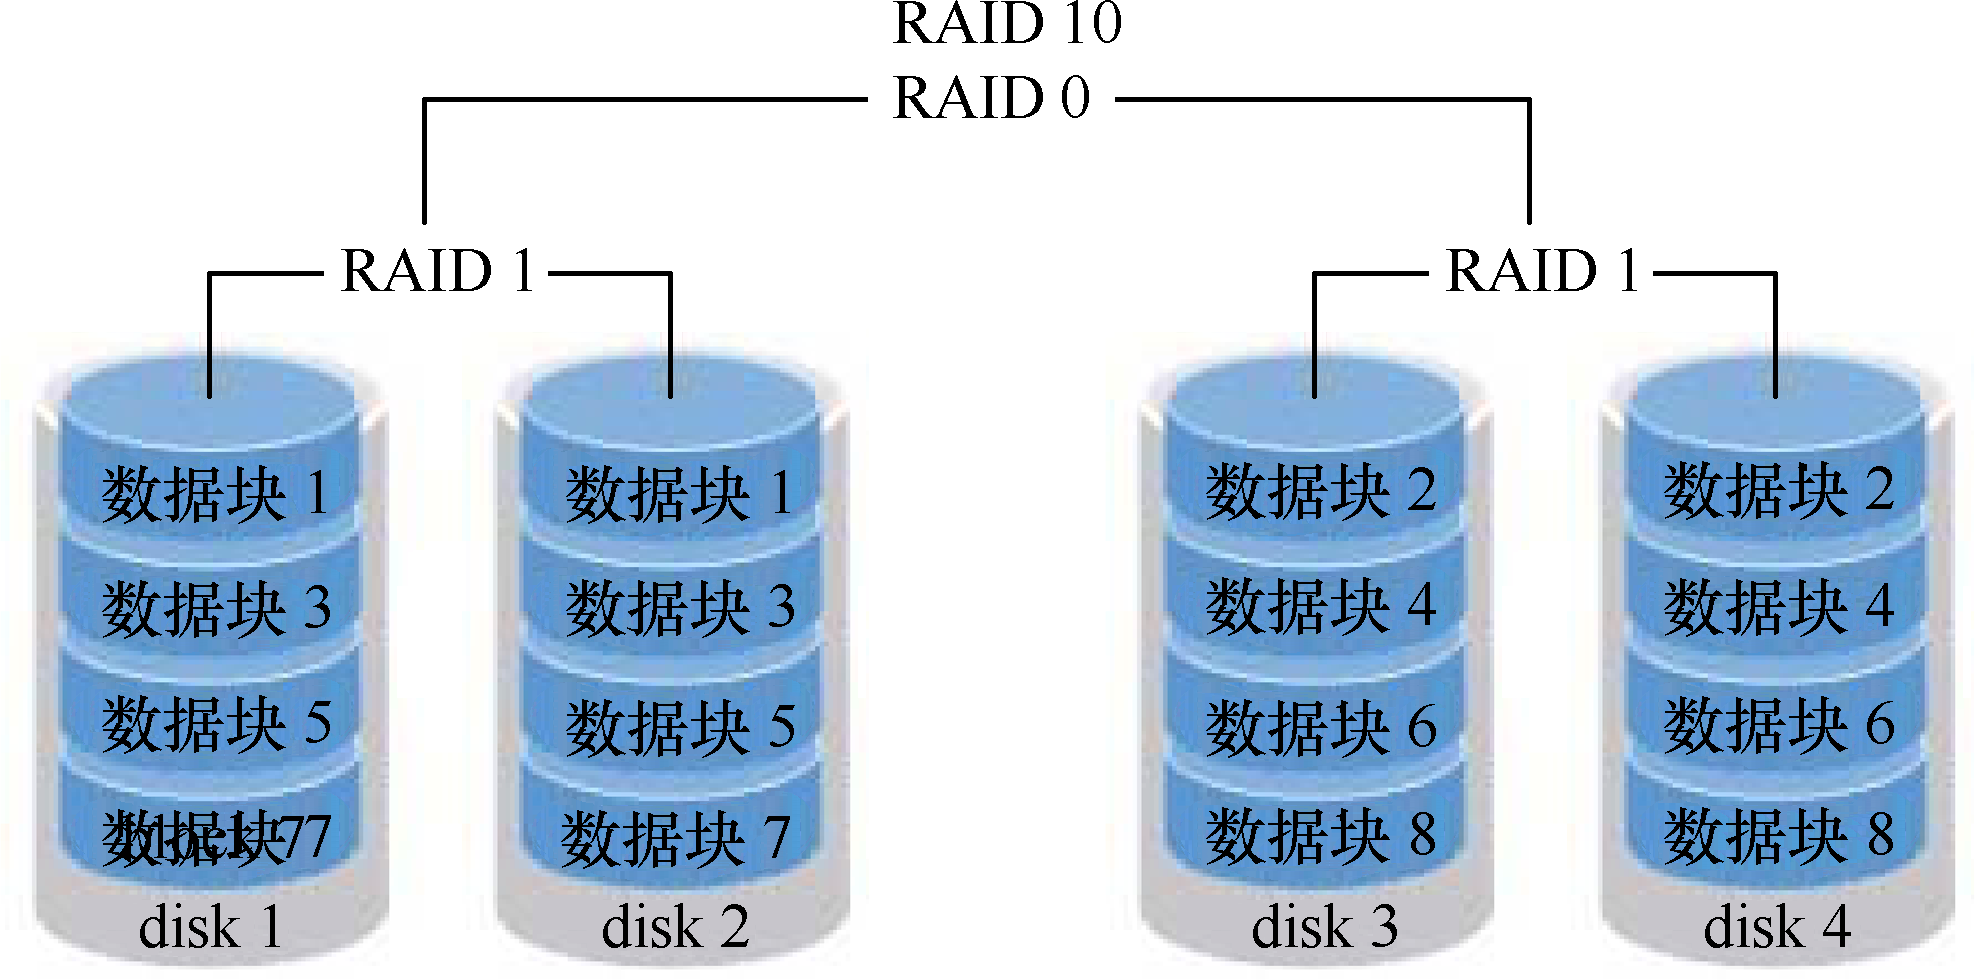 RAID 10
RAID 0
RAID 1
RAID 1
数据块 1
数据块 1
数据块 2
数据块 2
数据块 3
数据块 3
数据块 4
数据块 4
数据块 5
数据块 5
数据块 6
数据块 6
数据块 7
block 7
数据块 7
数据块 8
数据块 8
disk 1
disk 2
disk 3
disk 4